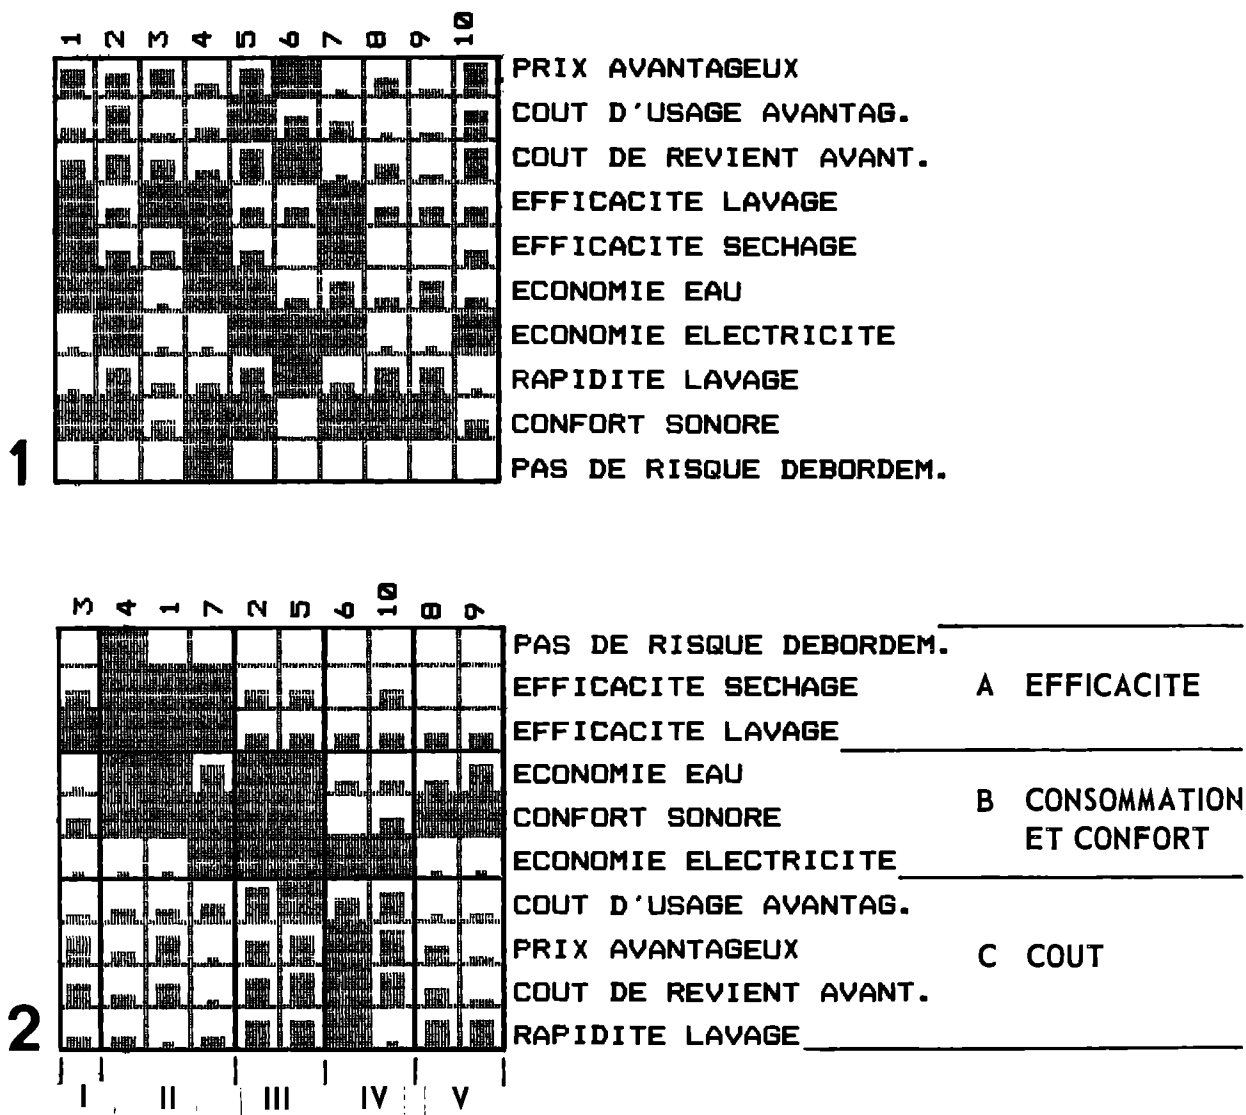 1 2 3 4 5 6 7 8 9 10
PRIX AVANTAGEUX
COUT D'USAGE AVANTAG.
COUT DE REVIENT AVANT.
EFFICACITE LAVAGE
EFFICACITE SECHAGE
ECONOMIE EAU
ECONOMIE ELECTRICITE
RAPIDITE LAVAGE
CONFORT SONORE
PAS DE RISQUE DEBORDEM.
1
3 4 1 7 2 5 6 10 8 9
PAS DE RISQUE DEBORDEM.
EFFICACITE SECHAGE
A EFFICACITE
EFFICACITE LAVAGE
ECONOMIE EAU
CONFORT SONORE
B CONSOMMATION
ET CONFORT
ECONOMIE ELECTRICITE
COUT D'USAGE AVANTAG.
PRIX AVANTAGEUX
C COUT
COUT DE REVIENT AVANT.
RAPIDITE LAVAGE
2
I II III IV V